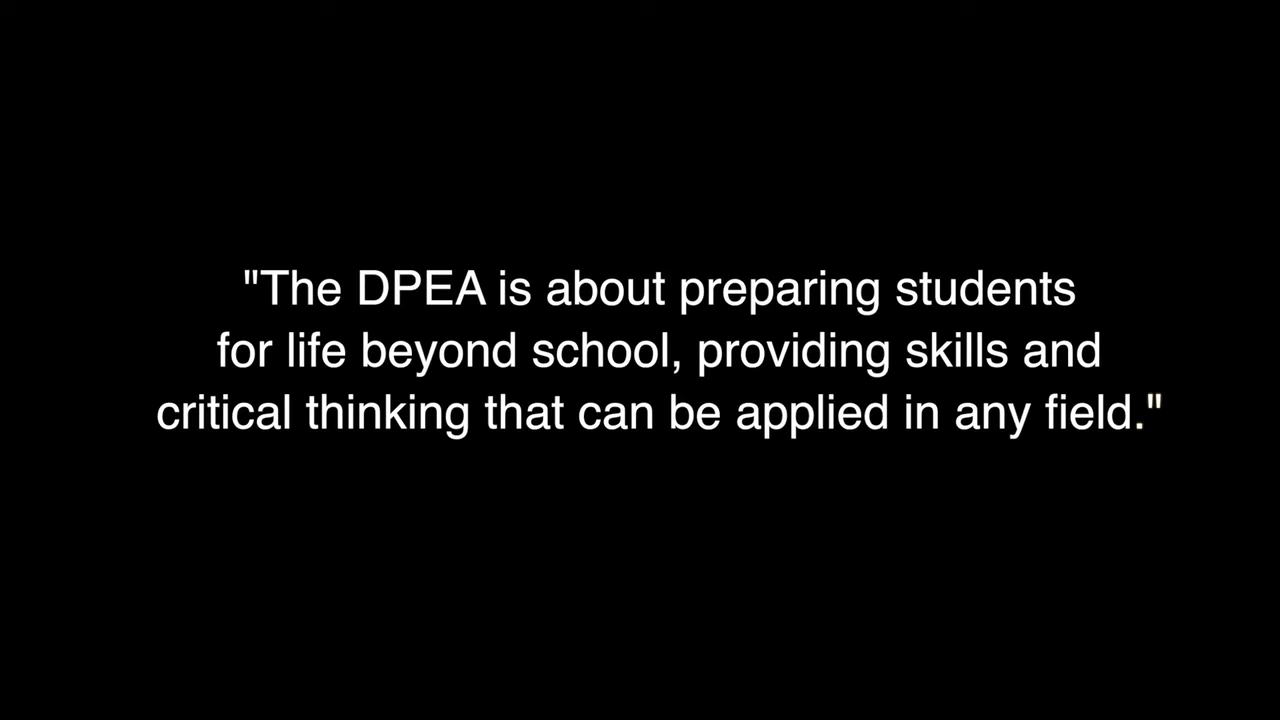 "The DPEA is about preparing students
for life beyond school, providing skills and
critical thinking that can be applied in any field."